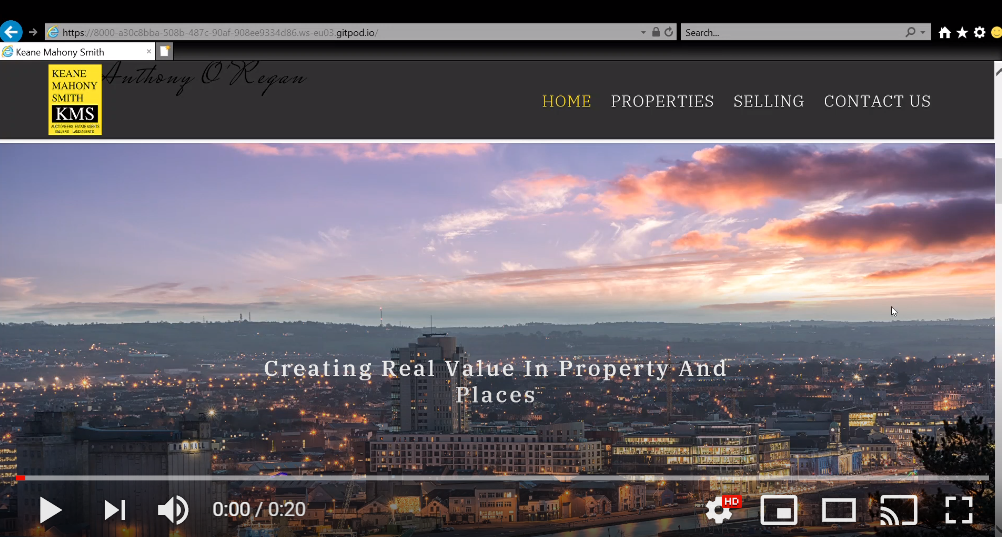 https://8000-a30c8bba-508b-487c-90af-908ee9334d86.ws-eu03.gitpod.io/
Search...
Keane Mahony Smith
KEANE
MAHONY
SMITH
KMS
Anthony O'Regan
HOME PROPERTIES SELLING CONTACT US
Creating Real Value In Property And
Places
0:00 / 0:20
HD